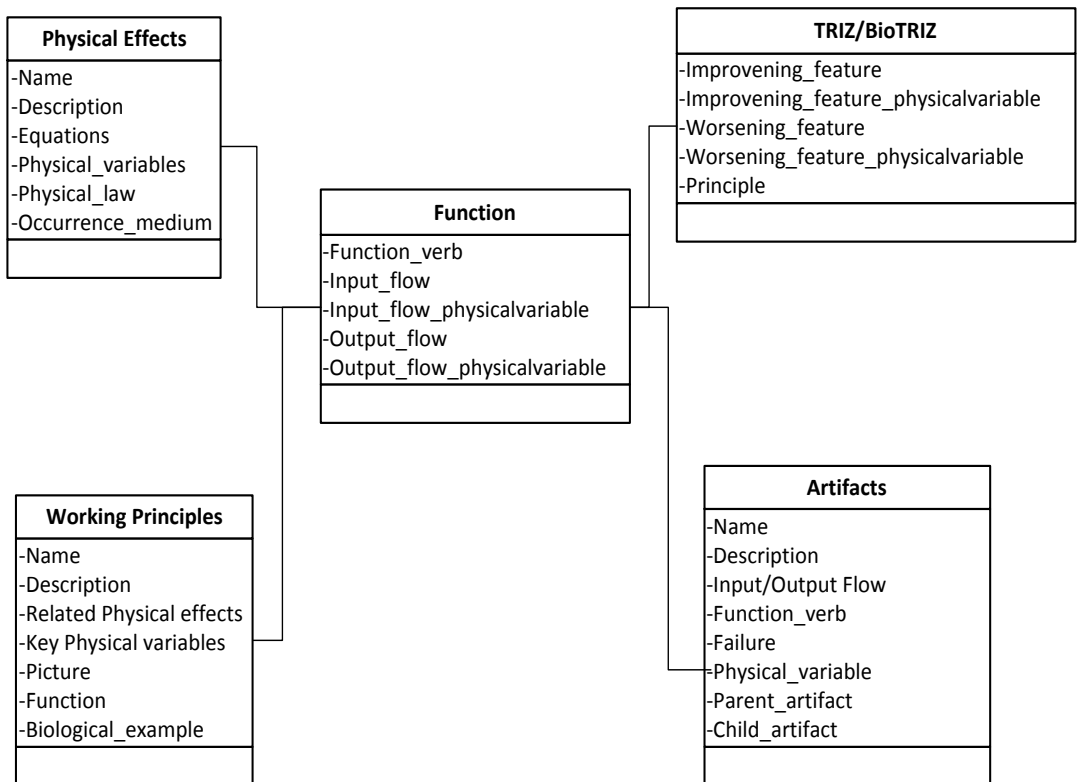 Physical Effects
-Name
-Description
-Equations
-Physical_variables
-Physical_law
-Occurrence_medium
TRIZ/BioTRIZ
-Improvening_feature
-Improvening_feature_physicalvariable
-Worsening_feature
-Worsening_feature_physicalvariable
-Principle
Function
-Function_verb
-Input_flow
-Input_flow_physicalvariable
-Output_flow
-Output_flow_physicalvariable
Working Principles
-Name
-Description
-Related Physical effects
-Key Physical variables
-Picture
-Function
-Biological_example
Artifacts
-Name
-Description
-Input/Output Flow
-Function_verb
-Failure
-Physical_variable
-Parent_artifact
-Child_artifact